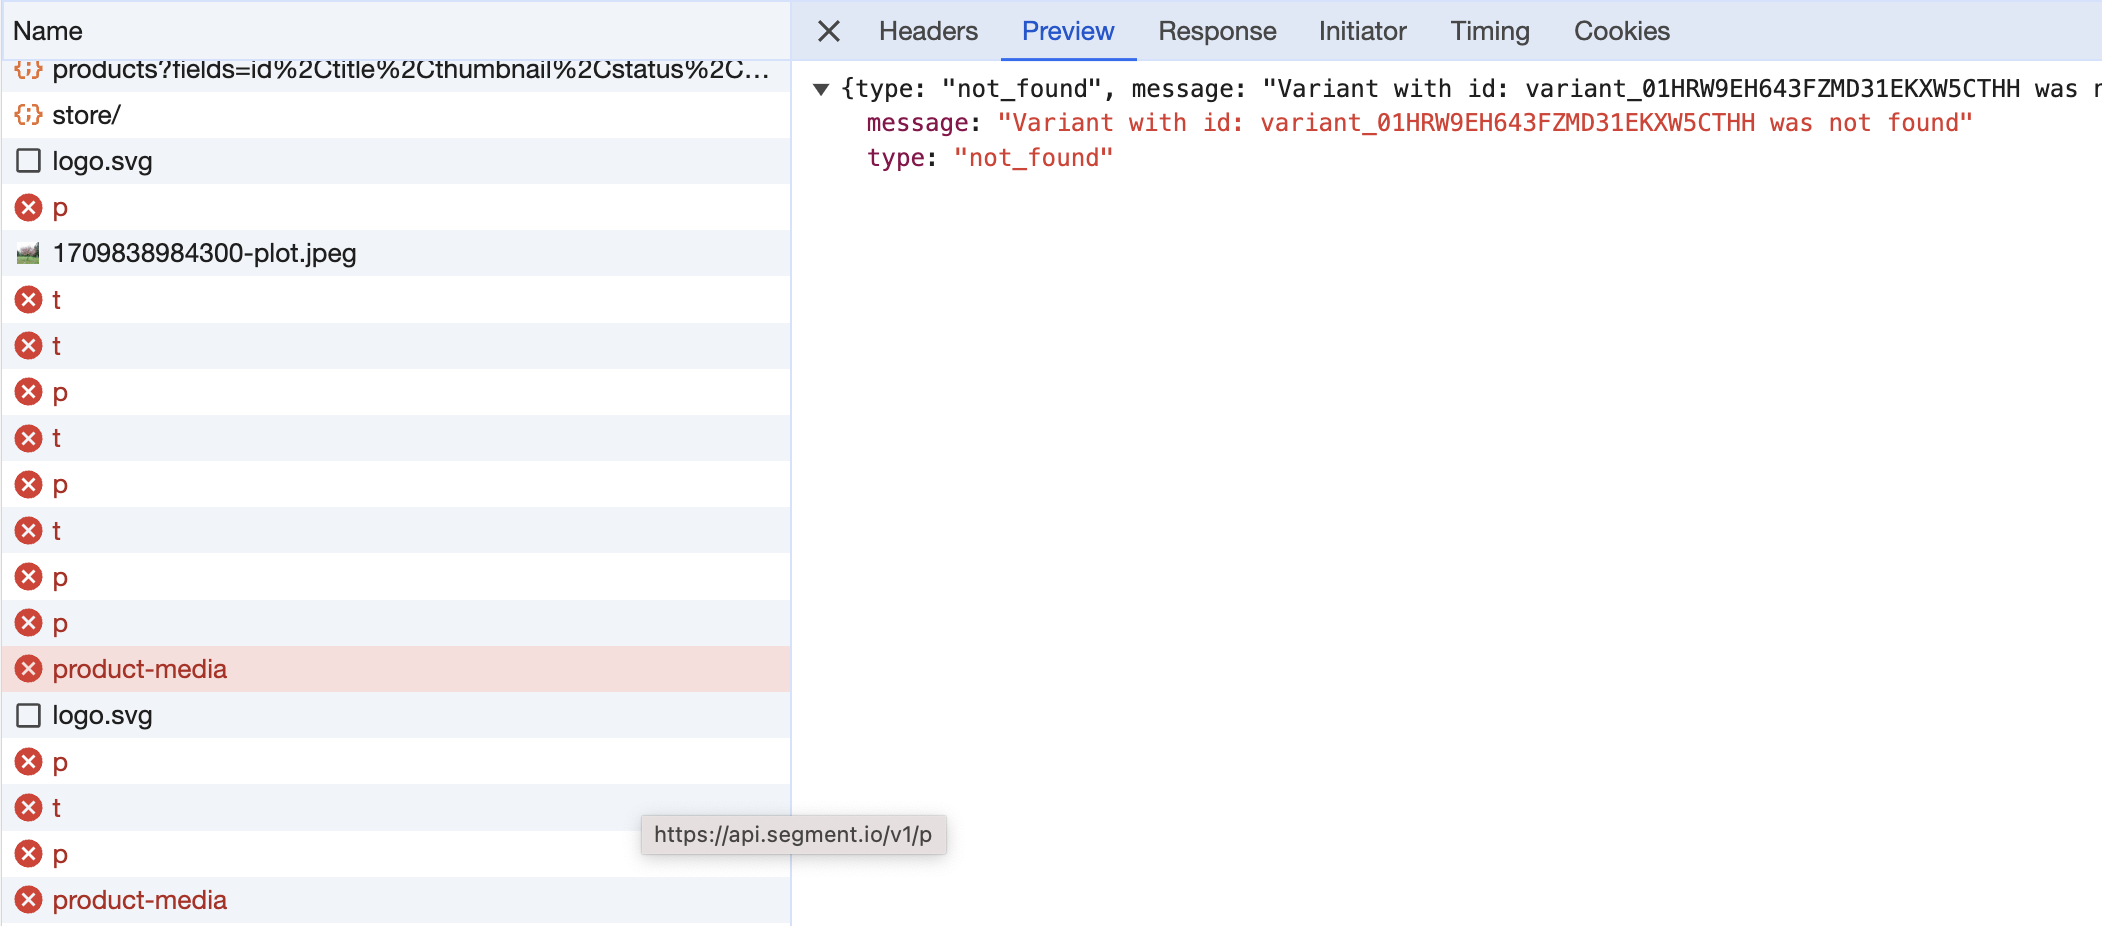 Name
products?fields=id%2Ctitle%2Cthumbnail%2Cstatus%2C...
store/
logo.svg
p
1709838984300-plot.jpeg
t
t
p
t
p
t
p
p
product-media
logo.svg
p
t
p
product-media
Headers Preview Response Initiator Timing Cookies
{type: "not_found", message: "Variant with id: variant_01HRW9EH643FZMD31EKXW5CTHH was
message: "Variant with id: variant_01HRW9EH643FZMD31EKXW5CTHH was not found"
type: "not_found"
https://api.segment.io/v1/p